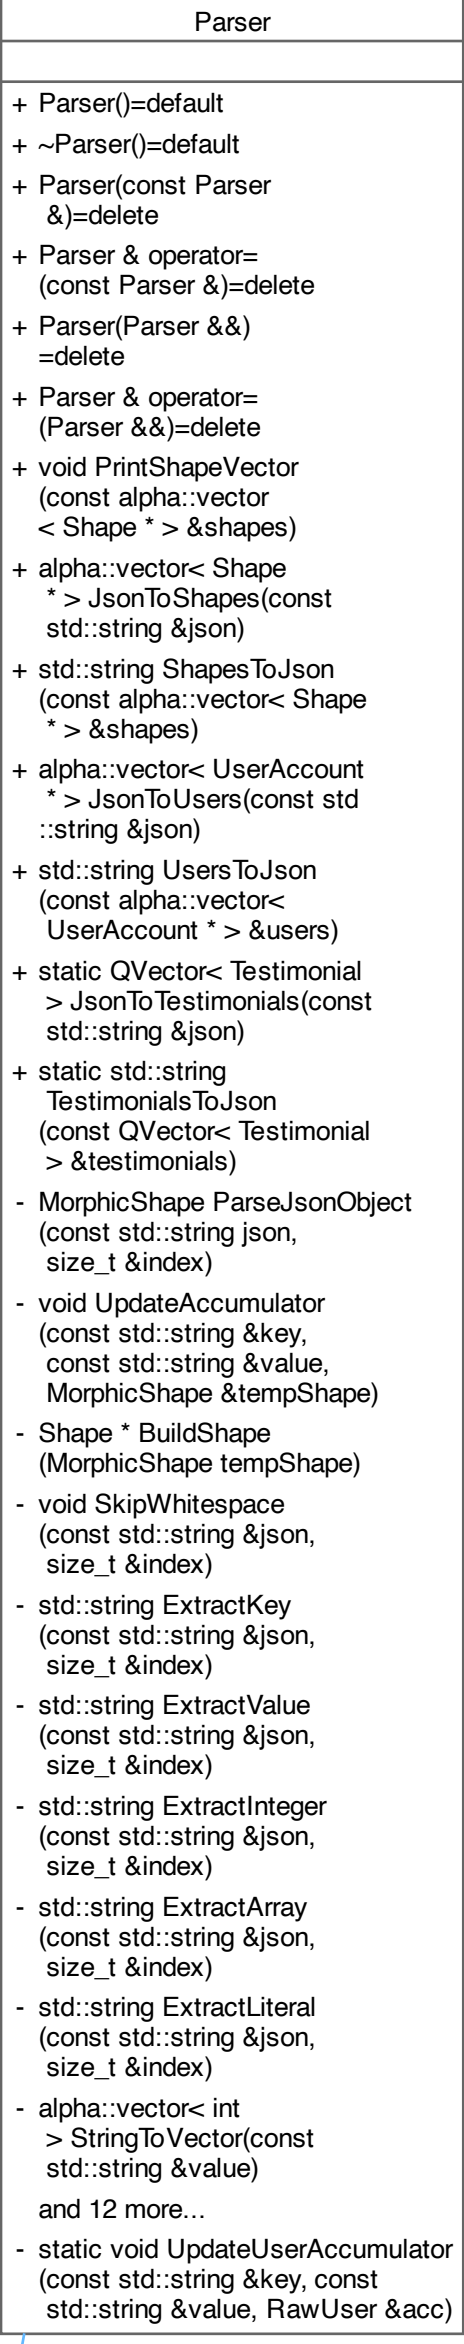 Parser
+ Parser()=default
+ ~Parser()=default
+ Parser(const Parser
&)=delete
+ Parser & operator=
(const Parser &)=delete
+ Parser(Parser &&)
=delete
+ Parser & operator=
(Parser &&)=delete
+ void PrintShapeVector
(const alpha::vector
< Shape * > &shapes)
+ alpha::vector< Shape
* > JsonToShapes(const
std::string &json)
+ std::string ShapesToJson
(const alpha::vector< Shape
* > &shapes)
+ alpha::vector< UserAccount
* > JsonToUsers(const std
::string &json)
+ std::string UsersToJson
(const alpha::vector<
UserAccount * > &users)
+ static QVector< Testimonial
> JsonToTestimonials(const
std::string &json)
+ static std::string
TestimonialsToJson
(const QVector< Testimonial
> &testimonials)
- MorphicShape ParseJsonObject
(const std::string json,
size_t &index)
- void UpdateAccumulator
(const std::string &key,
const std::string &value,
MorphicShape &tempShape)
- Shape * BuildShape
(MorphicShape tempShape)
- void SkipWhitespace
(const std::string &json,
size_t &index)
- std::string ExtractKey
(const std::string &json,
size_t &index)
- std::string ExtractValue
(const std::string &json,
size_t &index)
- std::string ExtractInteger
(const std::string &json,
size_t &index)
- std::string ExtractArray
(const std::string &json,
size_t &index)
- std::string ExtractLiteral
(const std::string &json,
size_t &index)
- alpha::vector< int
> StringToVector(const
std::string &value)
and 12 more...
- static void UpdateUserAccumulator
(const std::string &key, const
std::string &value, RawUser &acc)